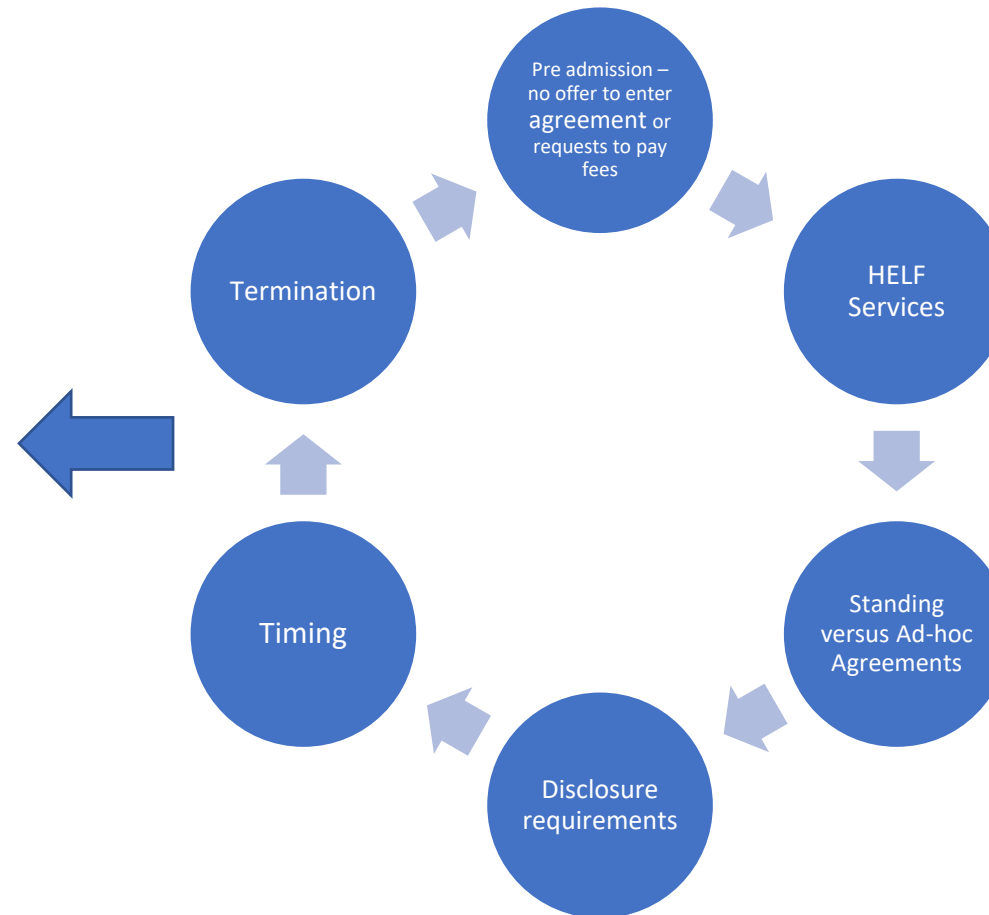 Pre admission –
no offer to enter
agreement or
requests to pay
fees
HELF
Services
Standing
versus Ad-hoc
Agreements
Disclosure
requirements
Timing
Termination